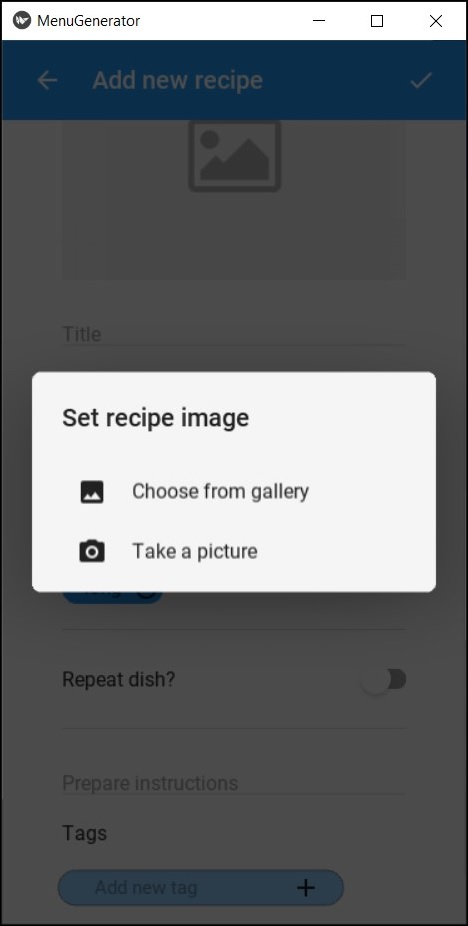 MenuGenerator
Add new recipe
Title
Set recipe image
Choose from gallery
Take a picture
Repeat dish?
Prepare instructions
Tags
Add new tag